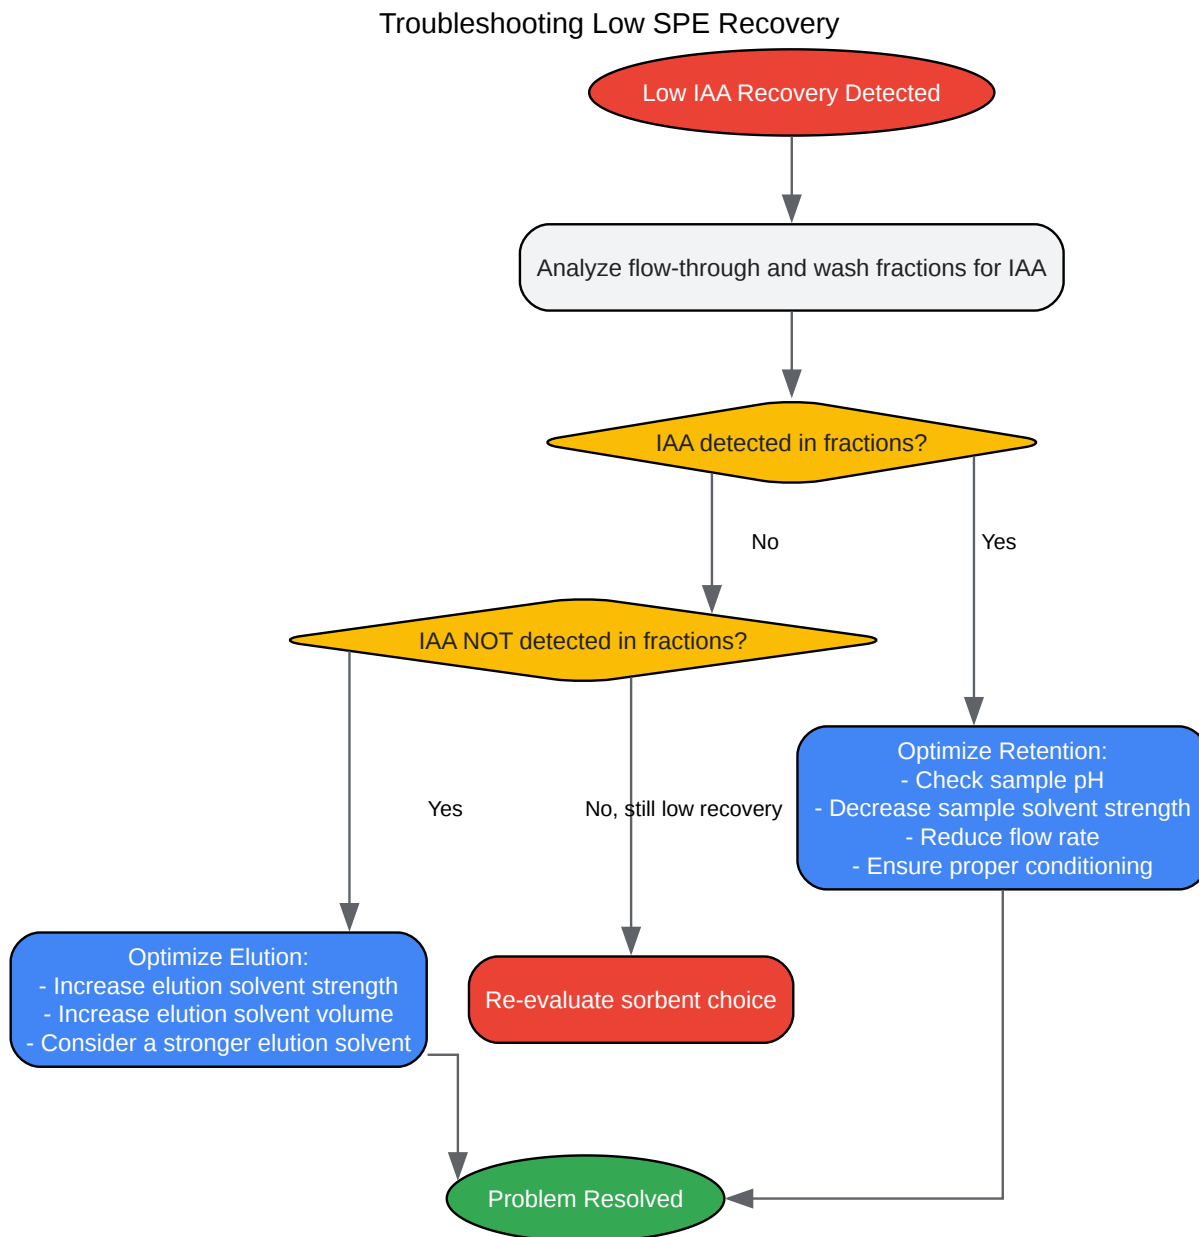 Troubleshooting Low SPE Recovery
Low IAA Recovery Detected
Analyze flow-through and wash fractions for IAA
IAA detected in fractions?
No
Yes
IAA NOT detected in fractions?
Optimize Retention:
- Check sample pH
- Decrease sample solvent strength
- Reduce flow rate
- Ensure proper conditioning
Yes
No, still low recovery
Optimize Elution:
- Increase elution solvent strength
- Increase elution solvent volume
- Consider a stronger elution solvent
Re-evaluate sorbent choice
Problem Resolved